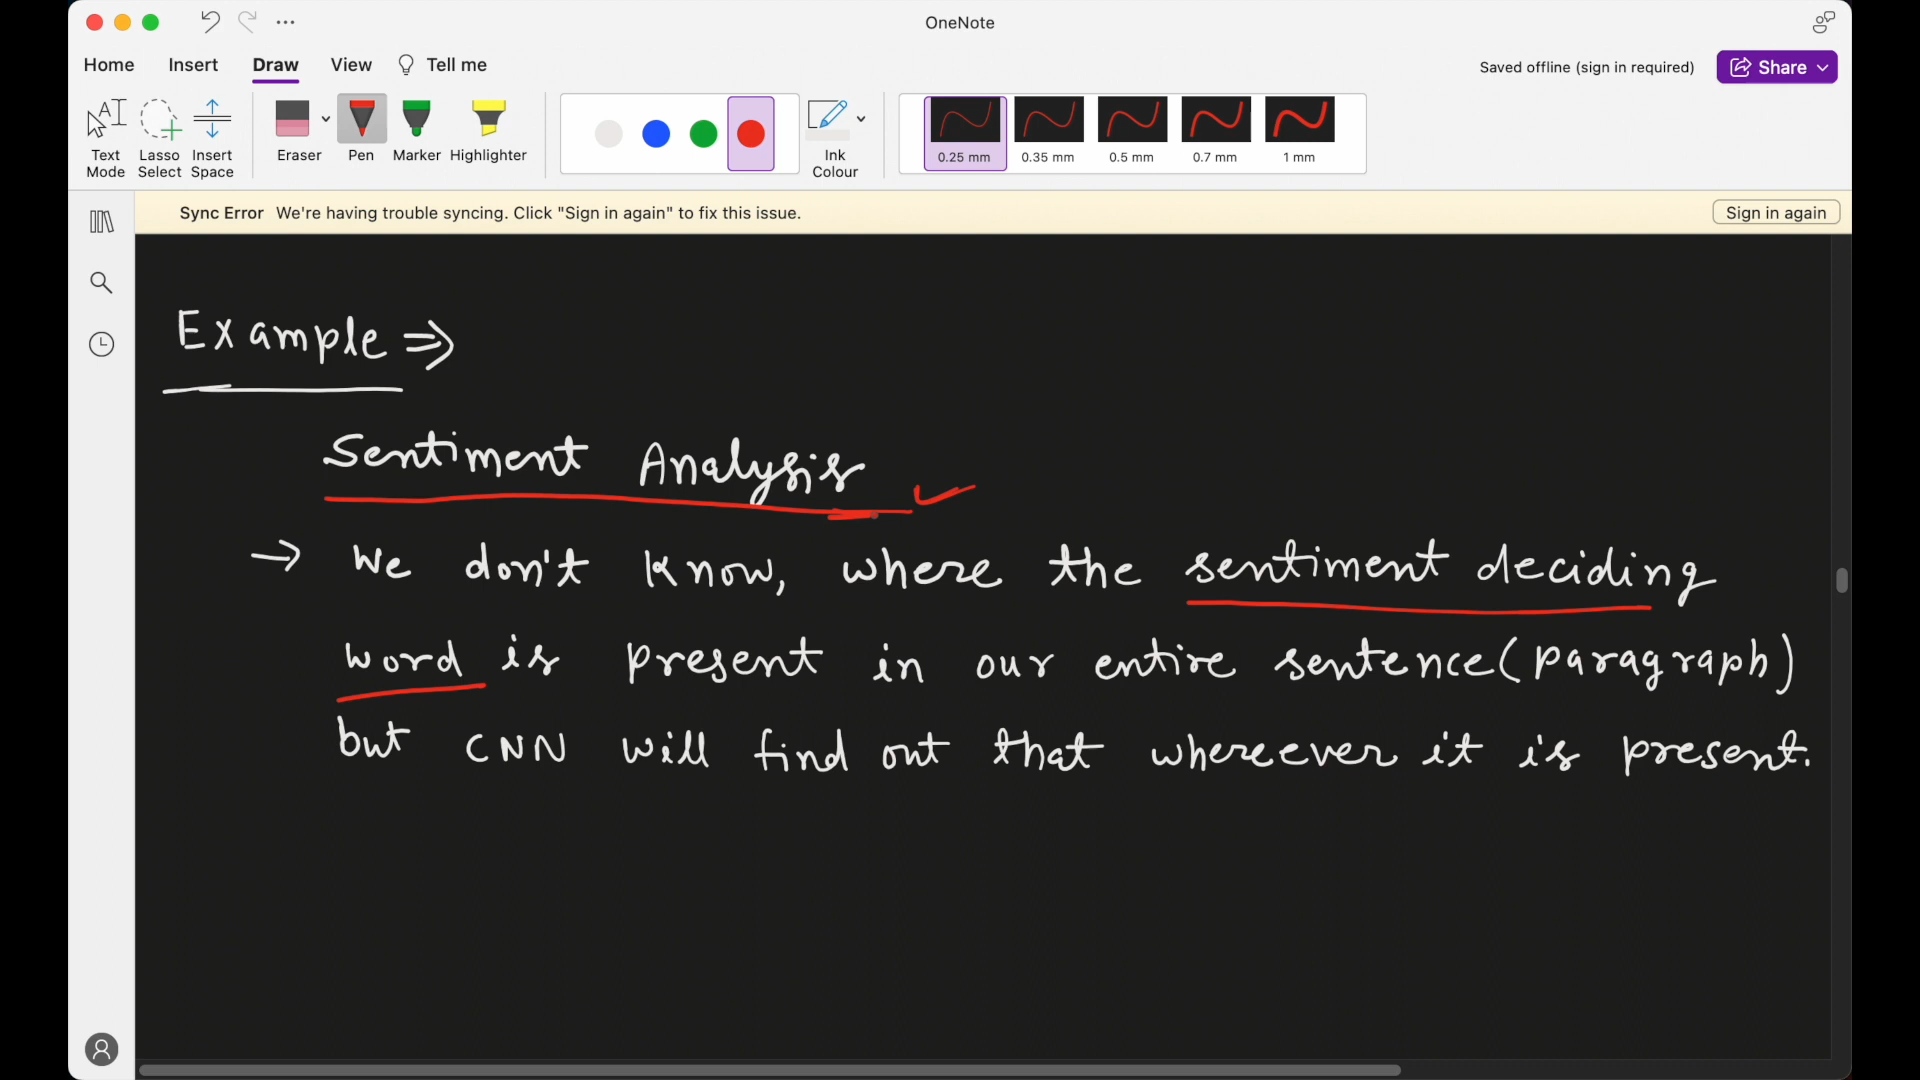 OneNote
Home Insert Draw View Tell me
Saved offline (sign in required) Share
Text Mode
Lasso Select
Insert Space
Eraser
Pen
Marker
Highlighter
Ink Colour
0.25 mm 0.35 mm 0.5 mm 0.7 mm 1 mm
Sync Error We're having trouble syncing. Click "Sign in again" to fix this issue. Sign in again
Example ⇒
Sentiment Analysis ✓
→ We don't know, where the sentiment deciding
word is present in our entire sentence(paragraph)
but CNN will find out that whereever it is present.